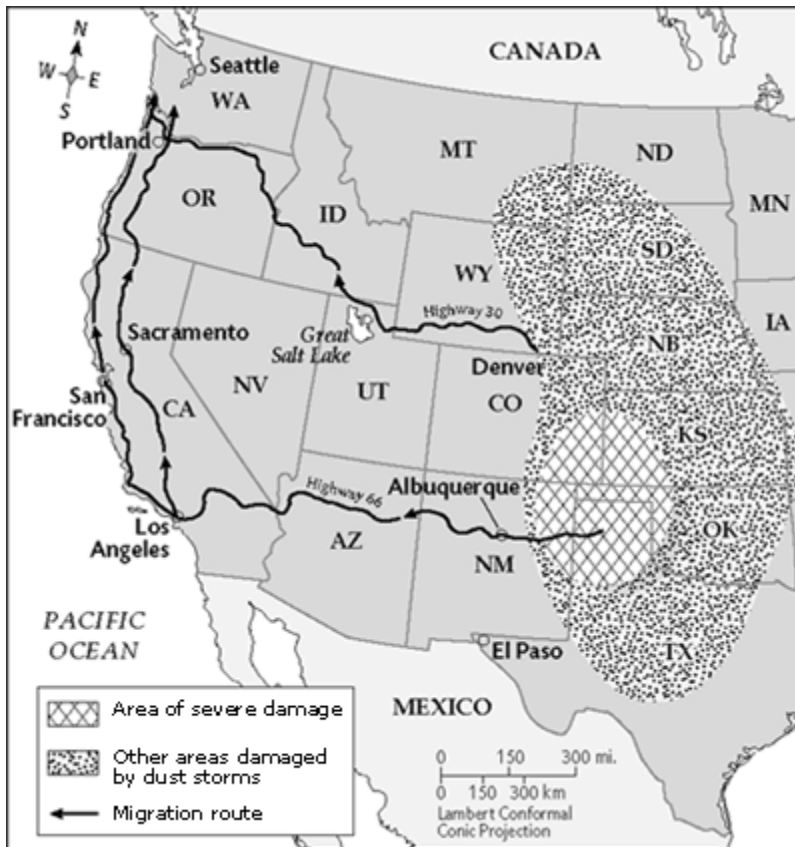 N
W
E
S
CANADA
Seattle
WA
Portland
MT
ND
MN
OR
ID
SD
WY
Highway 30
IA
Sacramento
Great
Salt Lake
NB
Denver
NV
UT
CO
San
Francisco
CA
KS
Highway 66
Albuquerque
Los
Angeles
AZ
NM
OK
PACIFIC
OCEAN
El Paso
TX
MEXICO
Area of severe damage
Other areas damaged
by dust storms
Migration route
0 150 300 mi.
0 150 300 km
Lambert Conformal
Conic Projection